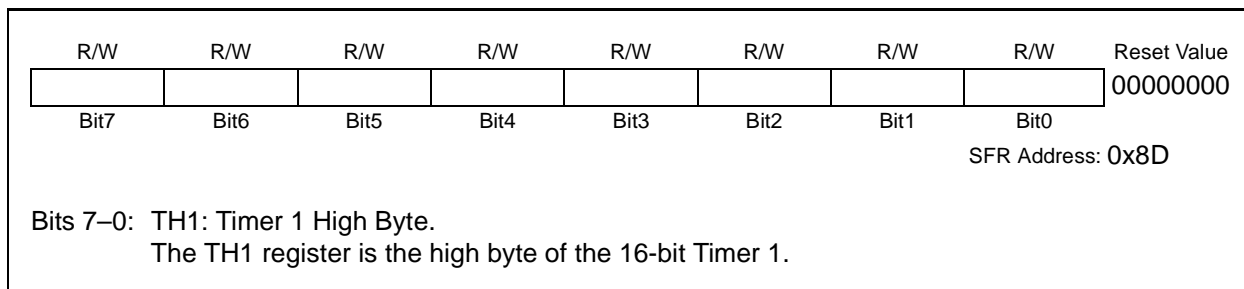 R/W R/W R/W R/W R/W R/W R/W R/W Reset Value
00000000
Bit7 Bit6 Bit5 Bit4 Bit3 Bit2 Bit1 Bit0
SFR Address: 0x8D
Bits 7–0: TH1: Timer 1 High Byte.
The TH1 register is the high byte of the 16-bit Timer 1.